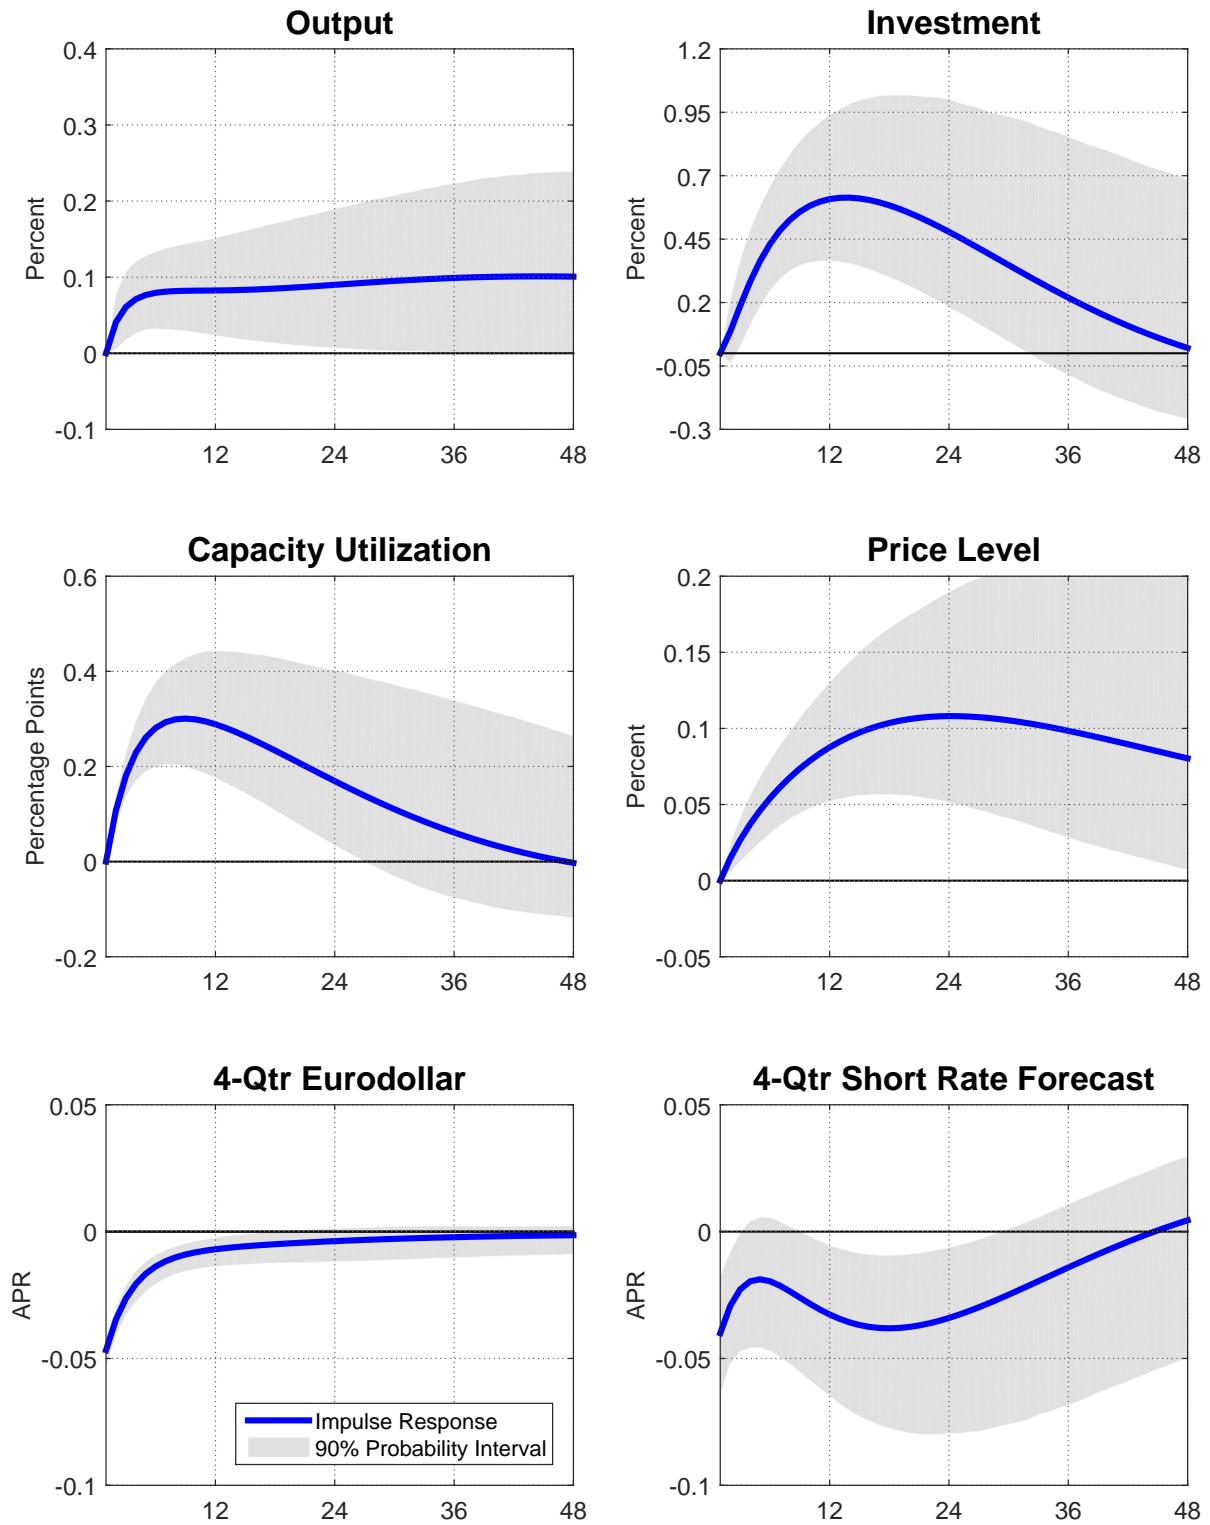 Output
Percent
0.4
0.3
0.2
0.1
0
-0.1
12 24 36 48
Investment
Percent
1.2
0.95
0.7
0.45
0.2
-0.05
-0.3
12 24 36 48
Capacity Utilization
Percentage Points
0.6
0.4
0.2
0
-0.2
12 24 36 48
Price Level
Percent
0.2
0.15
0.1
0.05
0
-0.05
12 24 36 48
4-Qtr Eurodollar
APR
0.05
0
-0.05
-0.1
12 24 36 48
Impulse Response
90% Probability Interval
4-Qtr Short Rate Forecast
APR
0.05
0
-0.05
-0.1
12 24 36 48